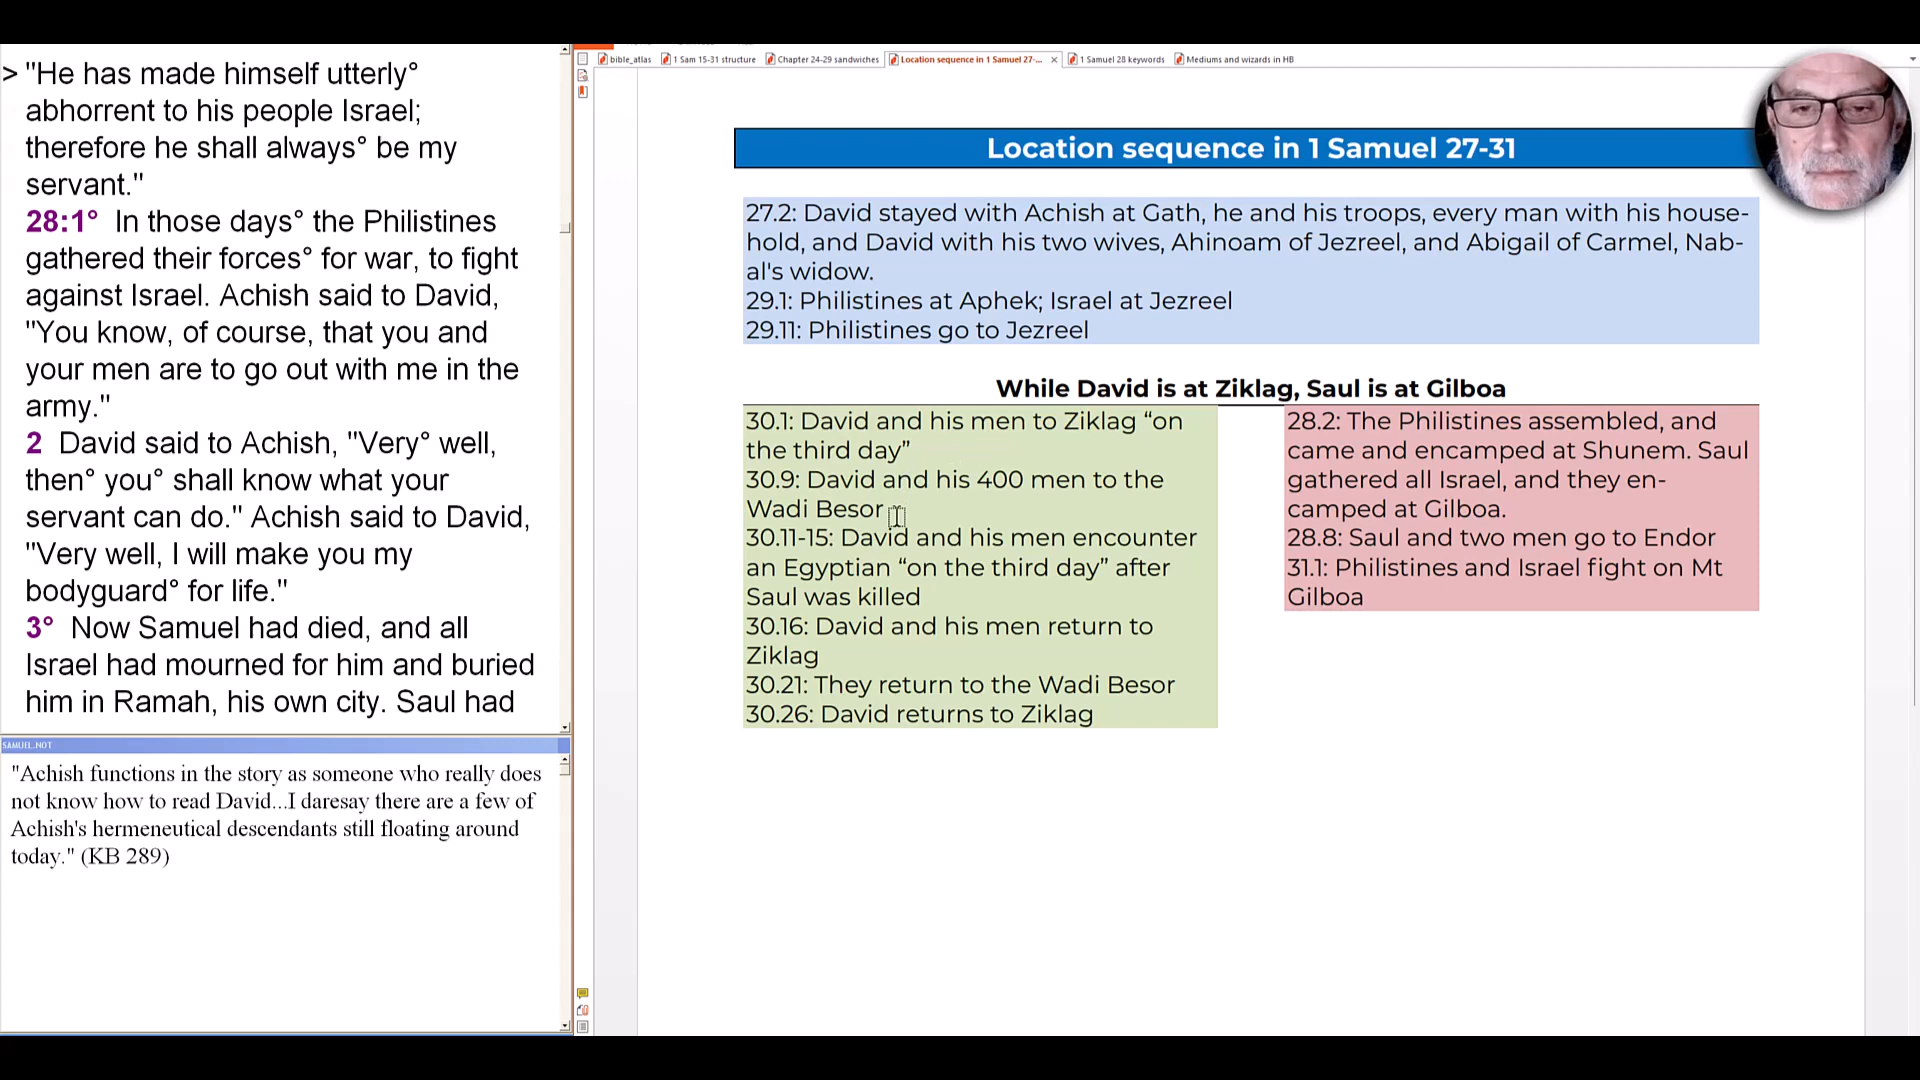 > "He has made himself utterly°
abhorrent to his people Israel;
therefore he shall always° be my
servant."
28:1° In those days° the Philistines
gathered their forces° for war, to fight
against Israel. Achish said to David,
"You know, of course, that you and
your men are to go out with me in the
army."
2 David said to Achish, "Very° well,
then° you° shall know what your
servant can do." Achish said to David,
"Very well, I will make you my
bodyguard° for life."
3° Now Samuel had died, and all
Israel had mourned for him and buried
him in Ramah, his own city. Saul had
SAMUEL.NOT
"Achish functions in the story as someone who really does
not know how to read David...I daresay there are a few of
Achish's hermeneutical descendants still floating around
today." (KB 289)
bible_atlas
1 Sam 15-31 structure
Chapter 24-29 sandwiches
Location sequence in 1 Samuel 27-...
1 Samuel 28 keywords
Mediums and wizards in HB
Location sequence in 1 Samuel 27-31
27.2: David stayed with Achish at Gath, he and his troops, every man with his house-
hold, and David with his two wives, Ahinoam of Jezreel, and Abigail of Carmel, Nab-
al's widow.
29.1: Philistines at Aphek; Israel at Jezreel
29.11: Philistines go to Jezreel
While David is at Ziklag, Saul is at Gilboa
30.1: David and his men to Ziklag “on
the third day”
30.9: David and his 400 men to the
Wadi Besor
30.11-15: David and his men encounter
an Egyptian “on the third day” after
Saul was killed
30.16: David and his men return to
Ziklag
30.21: They return to the Wadi Besor
30.26: David returns to Ziklag
28.2: The Philistines assembled, and
came and encamped at Shunem. Saul
gathered all Israel, and they en-
camped at Gilboa.
28.8: Saul and two men go to Endor
31.1: Philistines and Israel fight on Mt
Gilboa